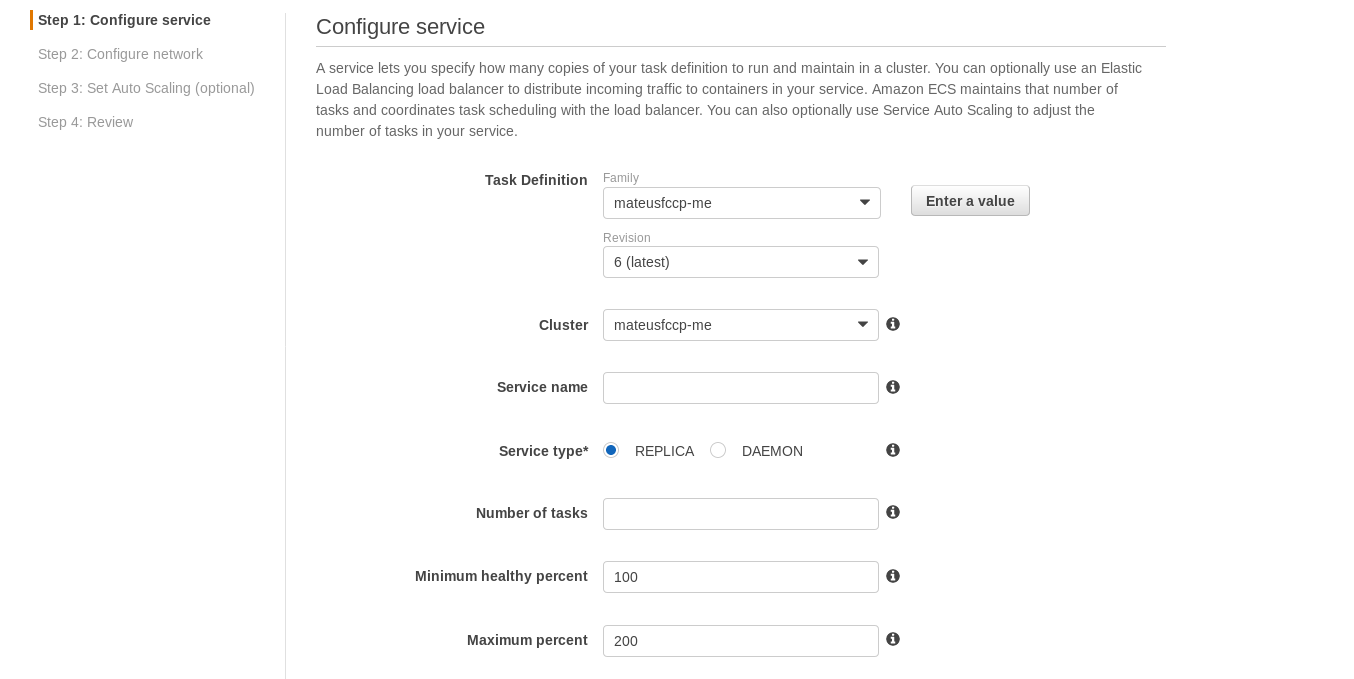 Step 1: Configure service
Step 2: Configure network
Step 3: Set Auto Scaling (optional)
Step 4: Review
Configure service
A service lets you specify how many copies of your task definition to run and maintain in a cluster. You can optionally use an Elastic
Load Balancing load balancer to distribute incoming traffic to containers in your service. Amazon ECS maintains that number of
tasks and coordinates task scheduling with the load balancer. You can also optionally use Service Auto Scaling to adjust the
number of tasks in your service.
Task Definition
Family
mateusfccp-me
Enter a value
Revision
6 (latest)
Cluster
mateusfccp-me
Service name
Service type*
REPLICA
DAEMON
Number of tasks
Minimum healthy percent
100
Maximum percent
200